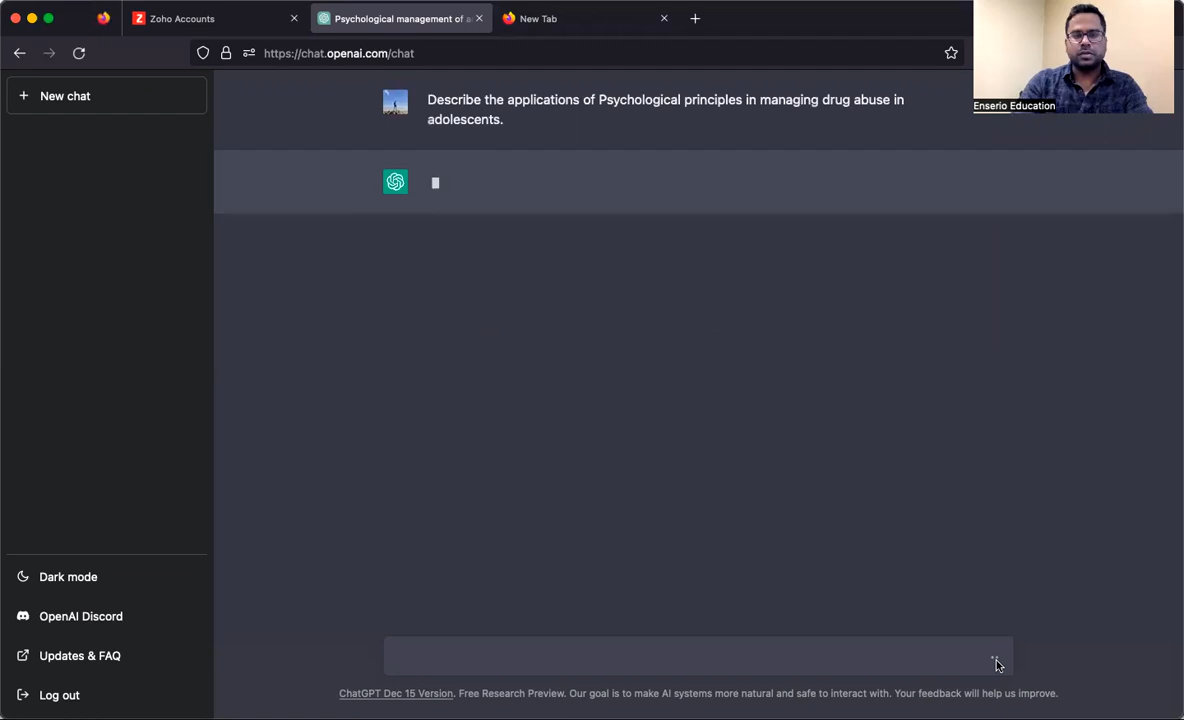 Zoho Accounts
Psychological management of a
New Tab
https://chat.openai.com/chat
Enserio Education
New chat
Describe the applications of Psychological principles in managing drug abuse in
adolescents.
Dark mode
OpenAI Discord
Updates & FAQ
Log out
ChatGPT Dec 15 Version. Free Research Preview. Our goal is to make AI systems more natural and safe to interact with. Your feedback will help us improve.